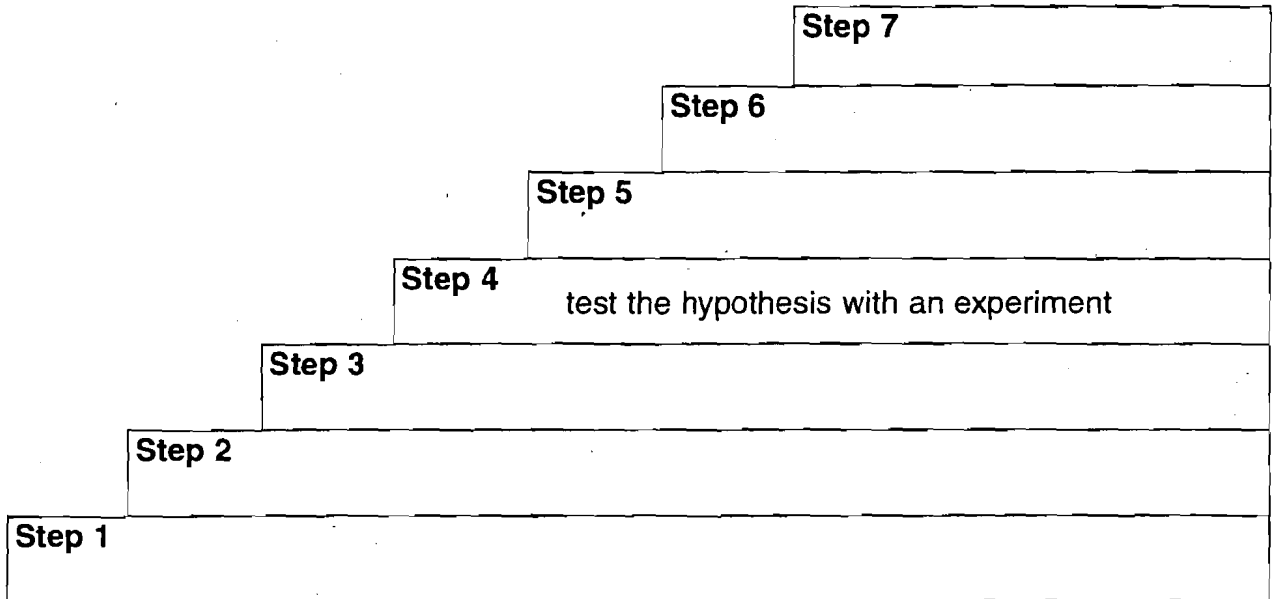 Step 7
Step 6
Step 5
Step 4
test the hypothesis with an experiment
Step 3
Step 2
Step 1